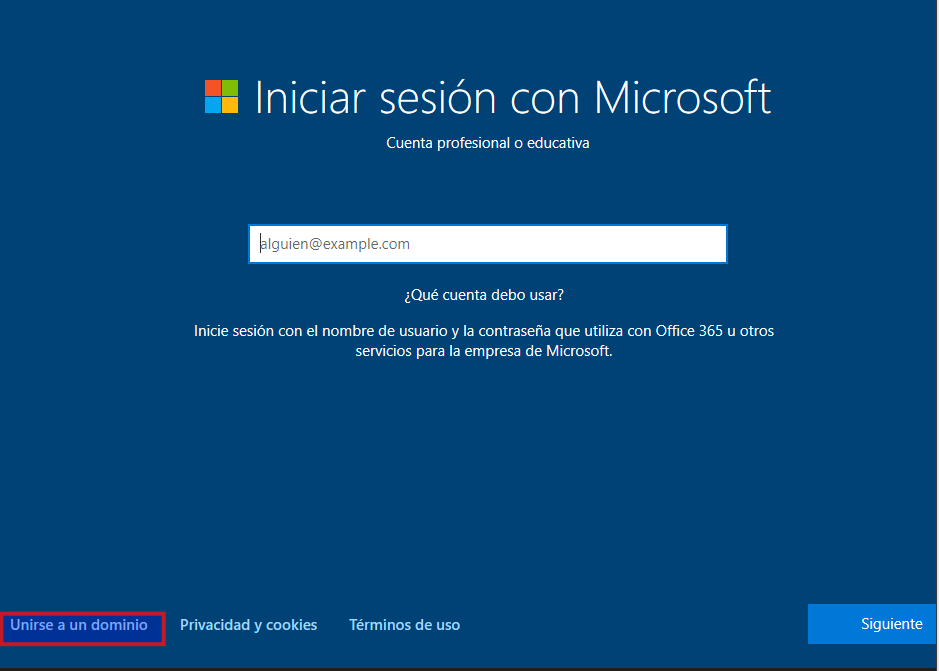 Iniciar sesión con Microsoft
Cuenta profesional o educativa
alguien@example.com
¿Qué cuenta debo usar?
Inicie sesión con el nombre de usuario y la contraseña que utiliza con Office 365 u otros
servicios para la empresa de Microsoft.
Unirse a un dominio
Privacidad y cookies
Términos de uso
Siguiente